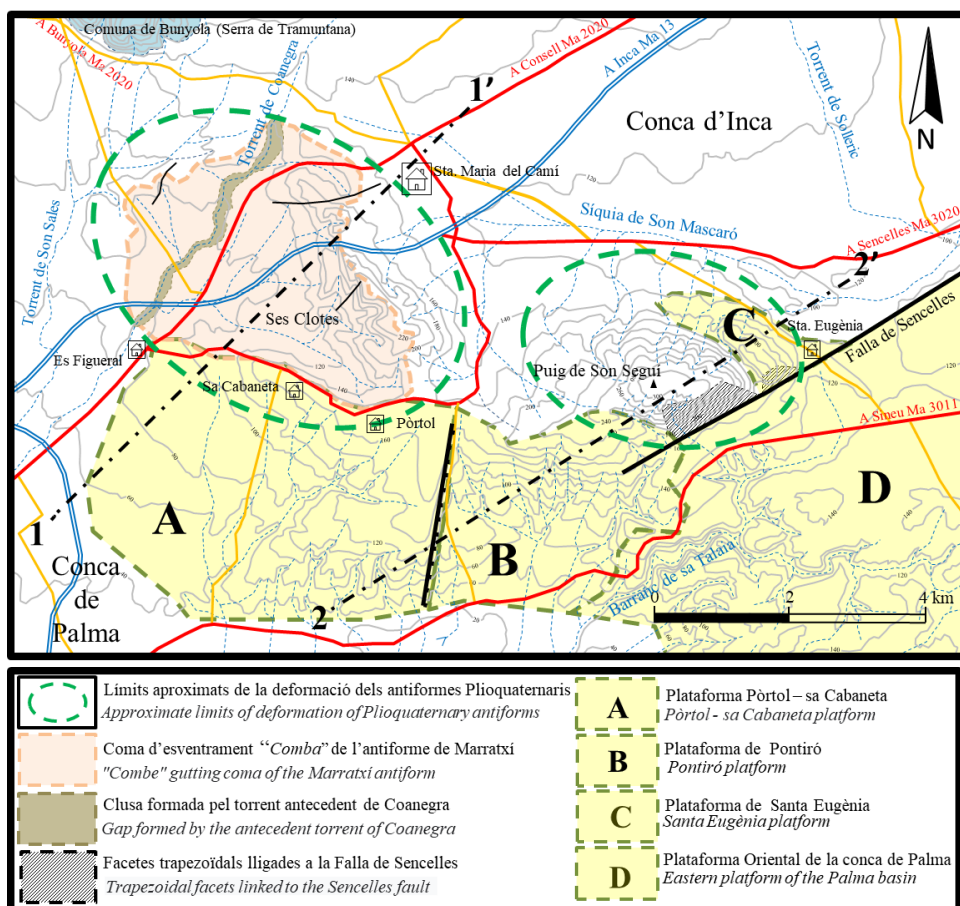 Comuna de Bunyola (Serra de Tramuntana)
A Bunyola Ma 2020
Torrent de Coanegra
A Consell Ma 2020
A Inca Ma 13
Torrent de Solleric
1’
Conca d’Inca
N
Sta. Maria del Camí
Síquia de Son Mascaró
A Sencelles Ma 3020
Torrent de Son Sales
2’
Ses Clotes
C
Sta. Eugènia
Falla de Sencelles
Es Figueral
Sa Cabaneta
Puig de Son Seguí
Pòrtol
A Sineu Ma 3011
1
A
B
D
Conca
de
Palma
2
Barranc de sa Talaia
0 2 4 km
Límits aproximats de la deformació dels antiformes Plioquaternaris
Approximate limits of deformation of Plioquaternary antiforms
Coma d’esventrament “Comba” de l’antiforme de Marratxí
"Combe" gutting coma of the Marratxí antiform
Clusa formada pel torrent antecedent de Coanegra
Gap formed by the antecedent torrent of Coanegra
Facetes trapezoïdals lligades a la Falla de Sencelles
Trapezoidal facets linked to the Sencelles fault
A
Plataforma Pòrtol – sa Cabaneta
Pòrtol - sa Cabaneta platform
B
Plataforma de Pontiró
Pontiró platform
C
Plataforma de Santa Eugènia
Santa Eugènia platform
D
Plataforma Oriental de la conca de Palma
Eastern platform of the Palma basin